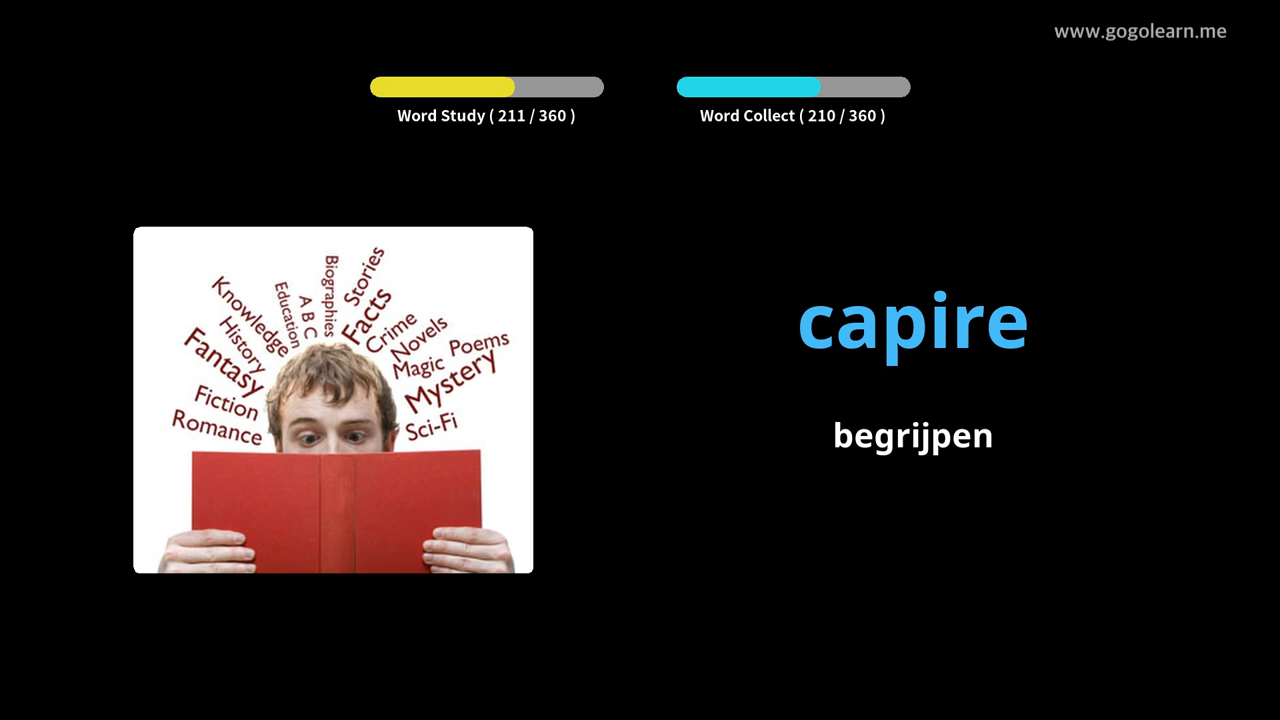 www.gogolearn.me
Word Study ( 211 / 360 )
Word Collect ( 210 / 360 )
Knowledge
History
Fantasy
Fiction
Romance
Education
A B C
Biographies
Stories
Facts
Crime
Novels
Magic
Poems
Mystery
Sci-Fi
capire
begrijpen